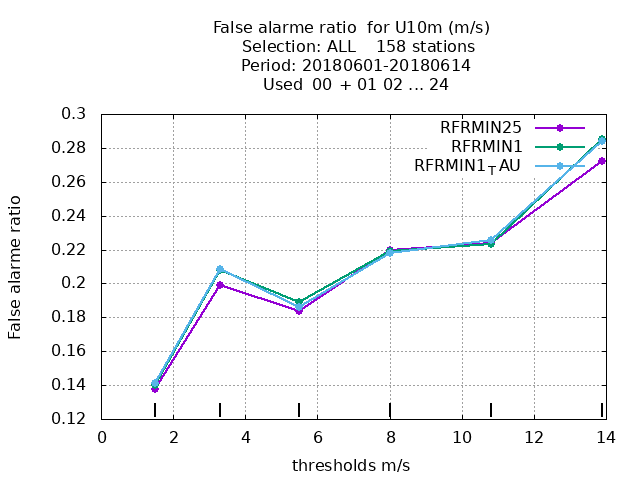 False alarme ratio  for U10m (m/s)
Selection: ALL    158 stations
Period: 20180601-20180614
Used  00 + 01 02 ... 24
RFRMIN25
RFRMIN1
RFRMIN1TAU
False alarme ratio
0.3
0.28
0.26
0.24
0.22
0.2
0.18
0.16
0.14
0.12
0 2 4 6 8 10 12 14
thresholds m/s